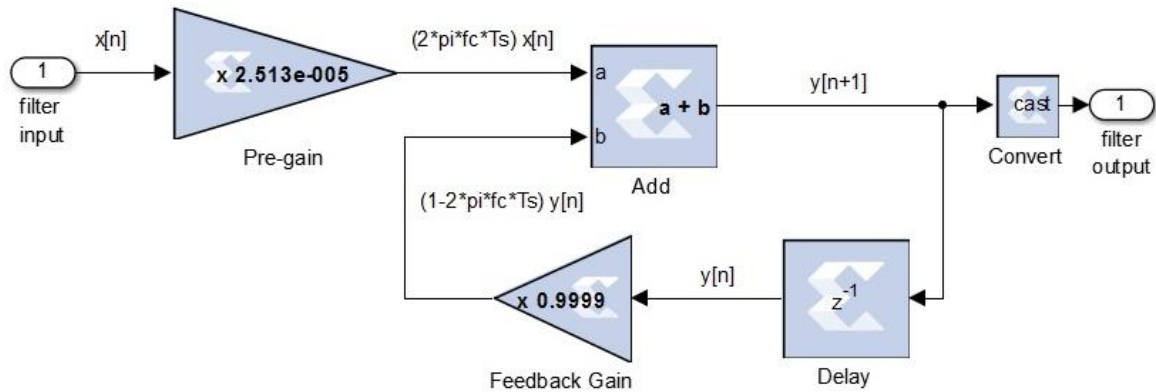 x[n]
(2*pi*fc*Ts) x[n]
y[n+1]
1
filter
input
x 2.513e-005
Pre-gain
a
b
a + b
Add
cast
Convert
1
filter
output
(1-2*pi*fc*Ts) y[n]
x 0.9999
Feedback Gain
y[n]
z⁻¹
Delay